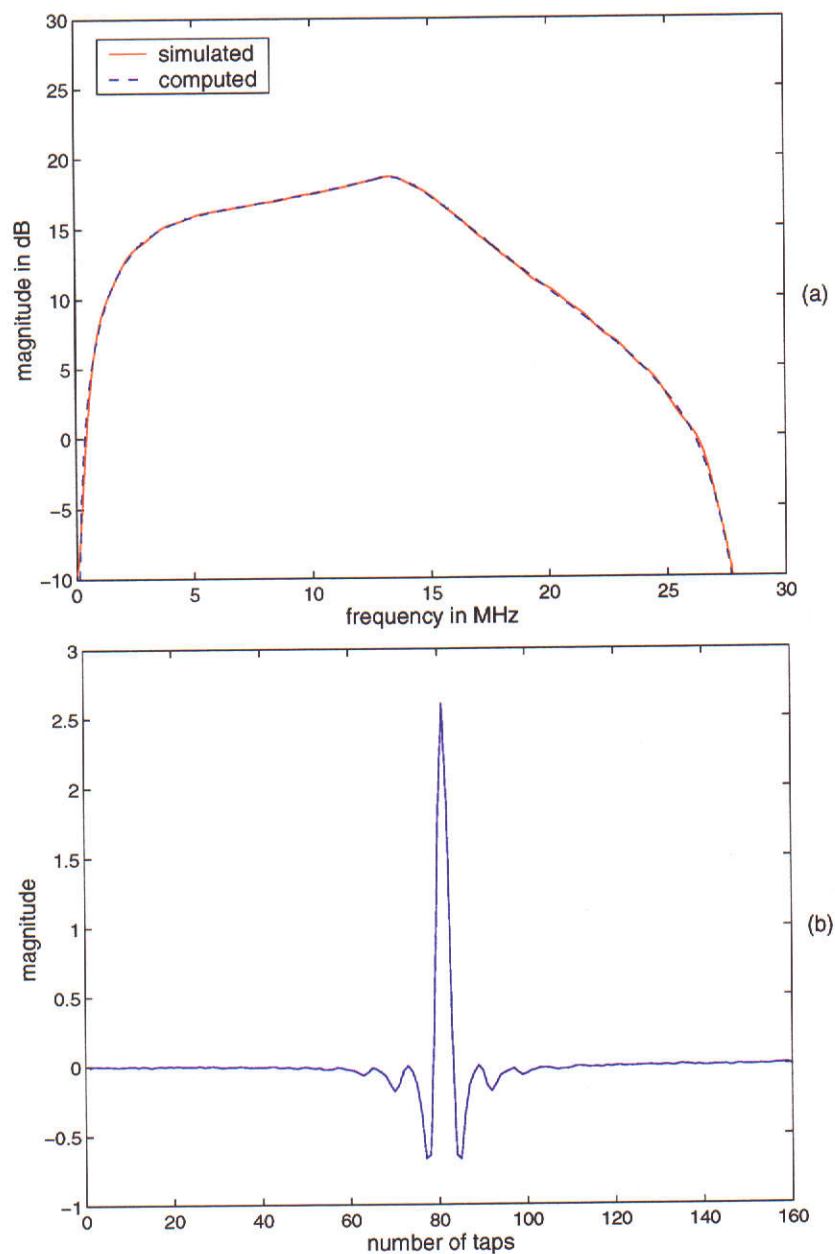 30
25
20
15
10
5
0
−5
−10
magnitude in dB
simulated
computed
0 5 10 15 20 25 30
frequency in MHz
(a)
3
2.5
2
1.5
1
0.5
0
−0.5
−1
magnitude
0 20 40 60 80 100 120 140 160
number of taps
(b)